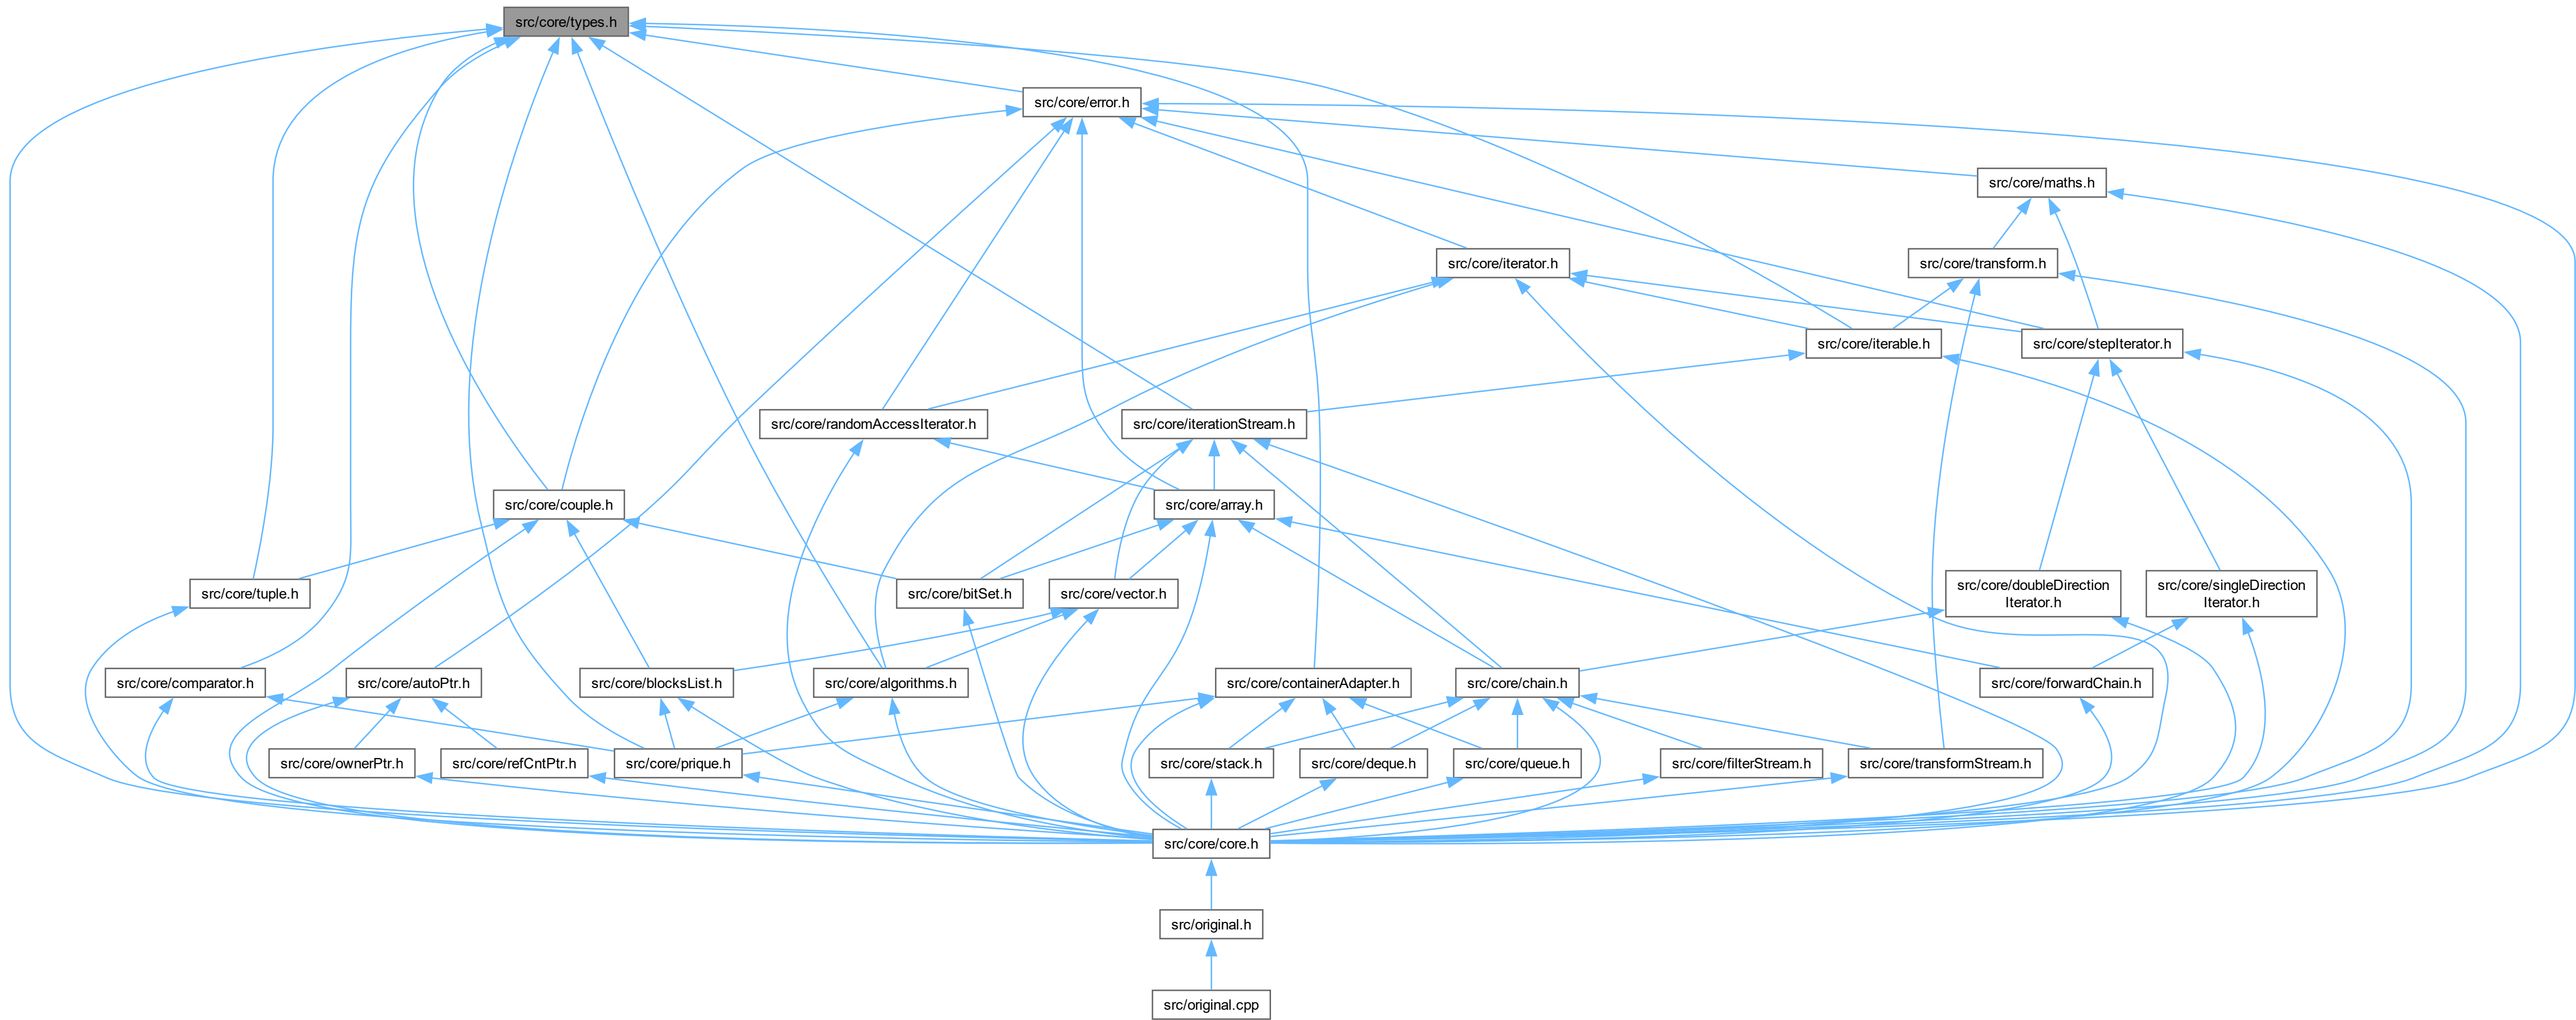 src/core/types.h
src/core/error.h
src/core/maths.h
src/core/iterator.h
src/core/transform.h
src/core/iterable.h
src/core/stepIterator.h
src/core/randomAccessIterator.h
src/core/iterationStream.h
src/core/couple.h
src/core/array.h
src/core/tuple.h
src/core/bitSet.h
src/core/vector.h
src/core/doubleDirection
Iterator.h
src/core/singleDirection
Iterator.h
src/core/comparator.h
src/core/autoPtr.h
src/core/blocksList.h
src/core/algorithms.h
src/core/containerAdapter.h
src/core/chain.h
src/core/forwardChain.h
src/core/ownerPtr.h
src/core/refCntPtr.h
src/core/prique.h
src/core/stack.h
src/core/deque.h
src/core/queue.h
src/core/filterStream.h
src/core/transformStream.h
src/core/core.h
src/original.h
src/original.cpp